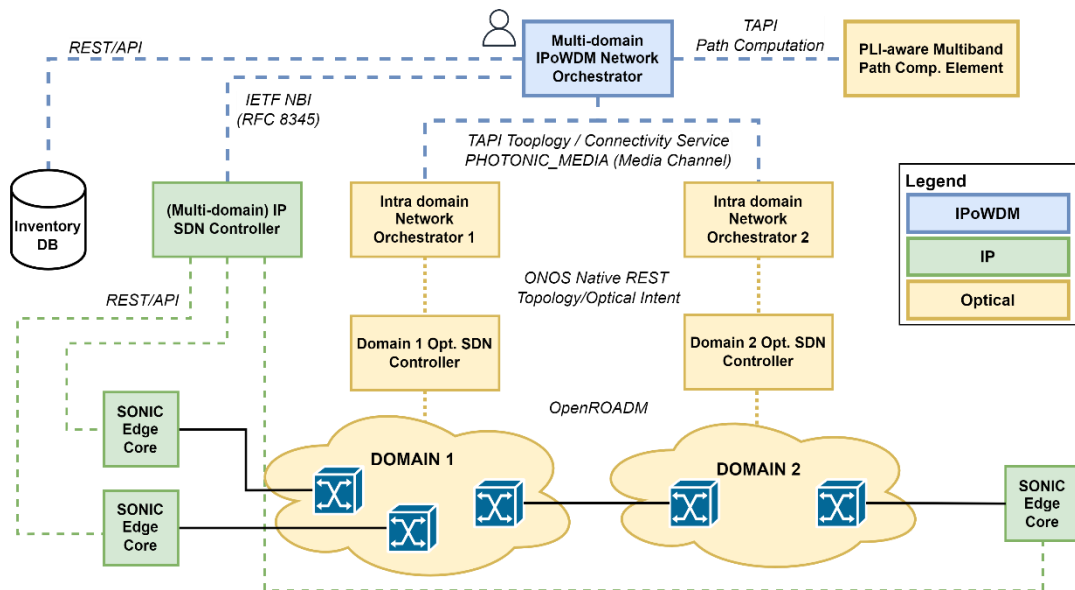 REST/API
Multi-domain
IPoWDM Network
Orchestrator
TAPI
Path Computation
PLI-aware Multiband
Path Comp. Element
IETF NBI
(RFC 8345)
TAPI Tooplogy / Connectivity Service
PHOTONIC_MEDIA (Media Channel)
Inventory
DB
(Multi-domain) IP
SDN Controller
Intra domain
Network
Orchestrator 1
Intra domain
Network
Orchestrator 2
Legend
IPoWDM
IP
Optical
REST/API
ONOS Native REST
Topology/Optical Intent
Domain 1 Opt. SDN
Controller
Domain 2 Opt. SDN
Controller
OpenROADM
SONIC
Edge
Core
DOMAIN 1
DOMAIN 2
SONIC
Edge
Core
SONIC
Edge
Core